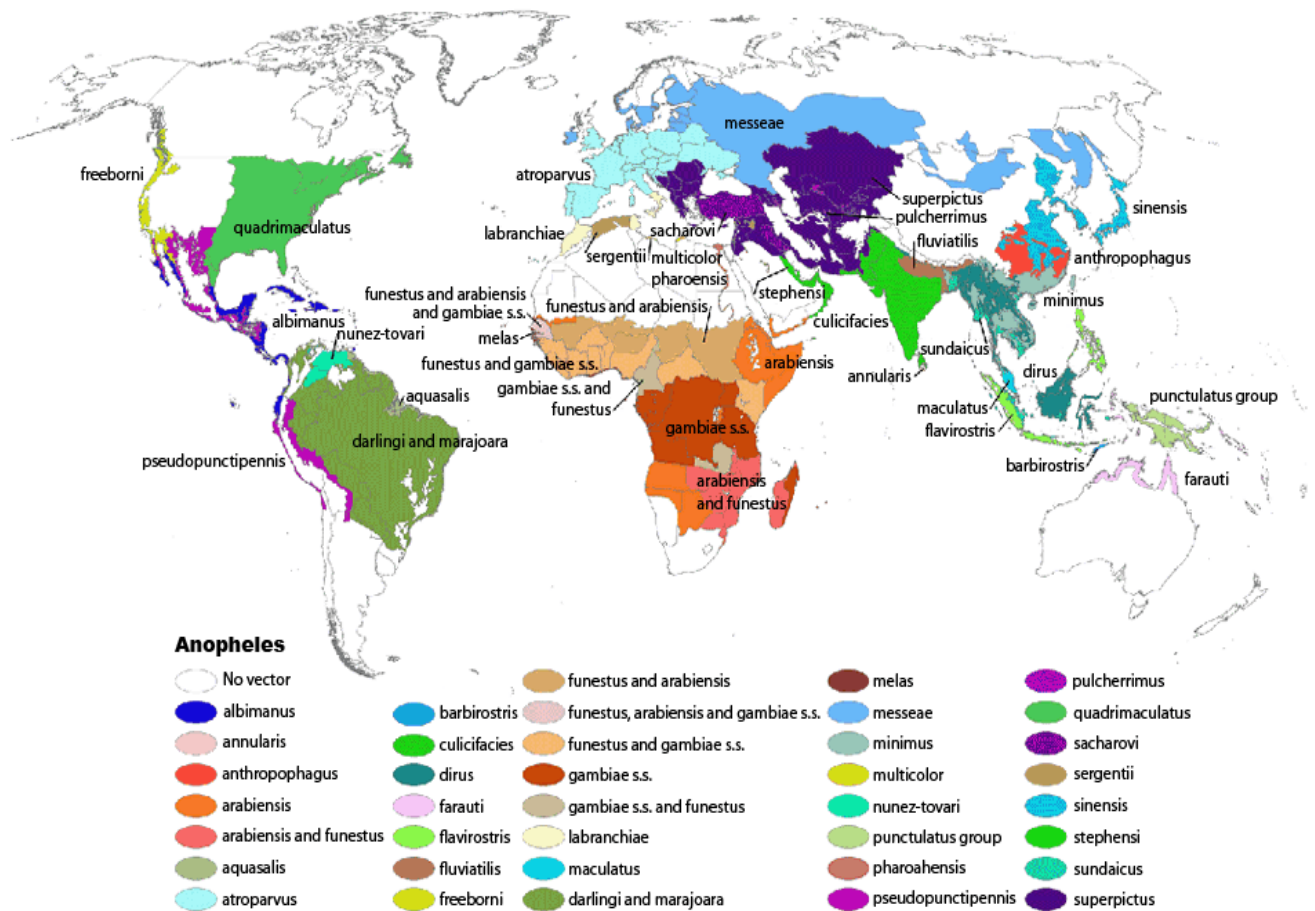 messeae
freeborni
atroparvus
quadrimaculatus
superpictus
pulcherrimus
sinensis
labranchiae
sacharovi
fluviatilis
sergentii
multicolor
pharoensis
anthropophagus
funestus and arabiensis
and gambiae s.s.
funestus and arabiensis
stephensi
minimus
albimanus
nunez-tovari
melas
culicifacies
sundaicus
funestus and gambiae s.s.
arabiensis
annularis
dirus
gambiae s.s. and
funestus
aquasalis
maculatus
punctulatus group
darlingi and marajoara
gambiae s.s.
flavirostris
pseudopunctipennis
barbirostris
arabiensis
and funestus
farauti
Anopheles
No vector
albimanus
annularis
anthropophagus
arabiensis
arabiensis and funestus
aquasalis
atroparvus
barbirostris
culicifacies
dirus
farauti
flavirostris
fluviatilis
freeborni
funestus and arabiensis
funestus, arabiensis and gambiae s.s.
funestus and gambiae s.s.
gambiae s.s.
gambiae s.s. and funestus
labranchiae
maculatus
darlingi and marajoara
melas
messeae
minimus
multicolor
nunez-tovari
punctulatus group
pharoahensis
pseudopunctipennis
pulcherrimus
quadrimaculatus
sacharovi
sergentii
sinensis
stephensi
sundaicus
superpictus